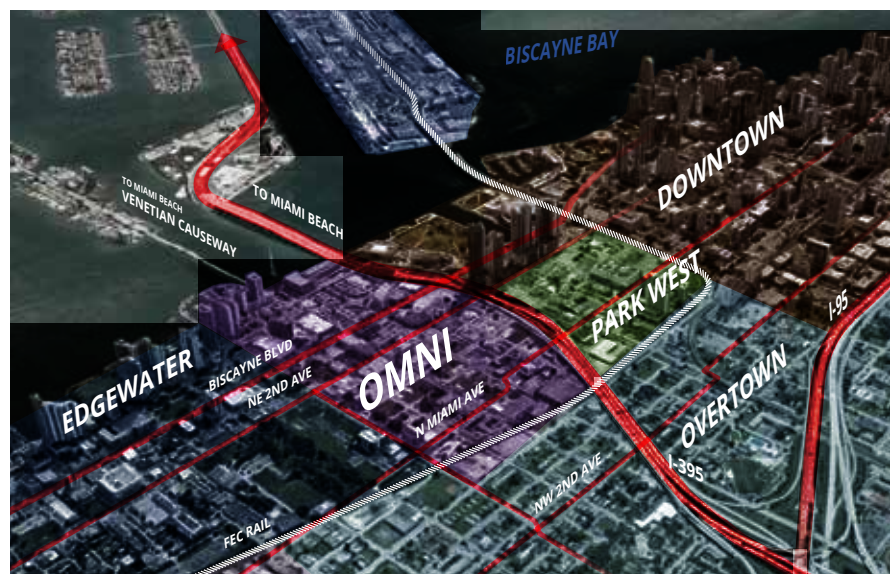 BISCAYNE BAY
DOWNTOWN
TO MIAMI BEACH
VENETIAN CAUSEWAY
TO MIAMI BEACH
PARK WEST
I-95
OMNI
EDGEWATER
BISCAYNE BLVD
NE 2ND AVE
N MIAMI AVE
OVERTOWN
I-395
NW 2ND AVE
FEC RAIL